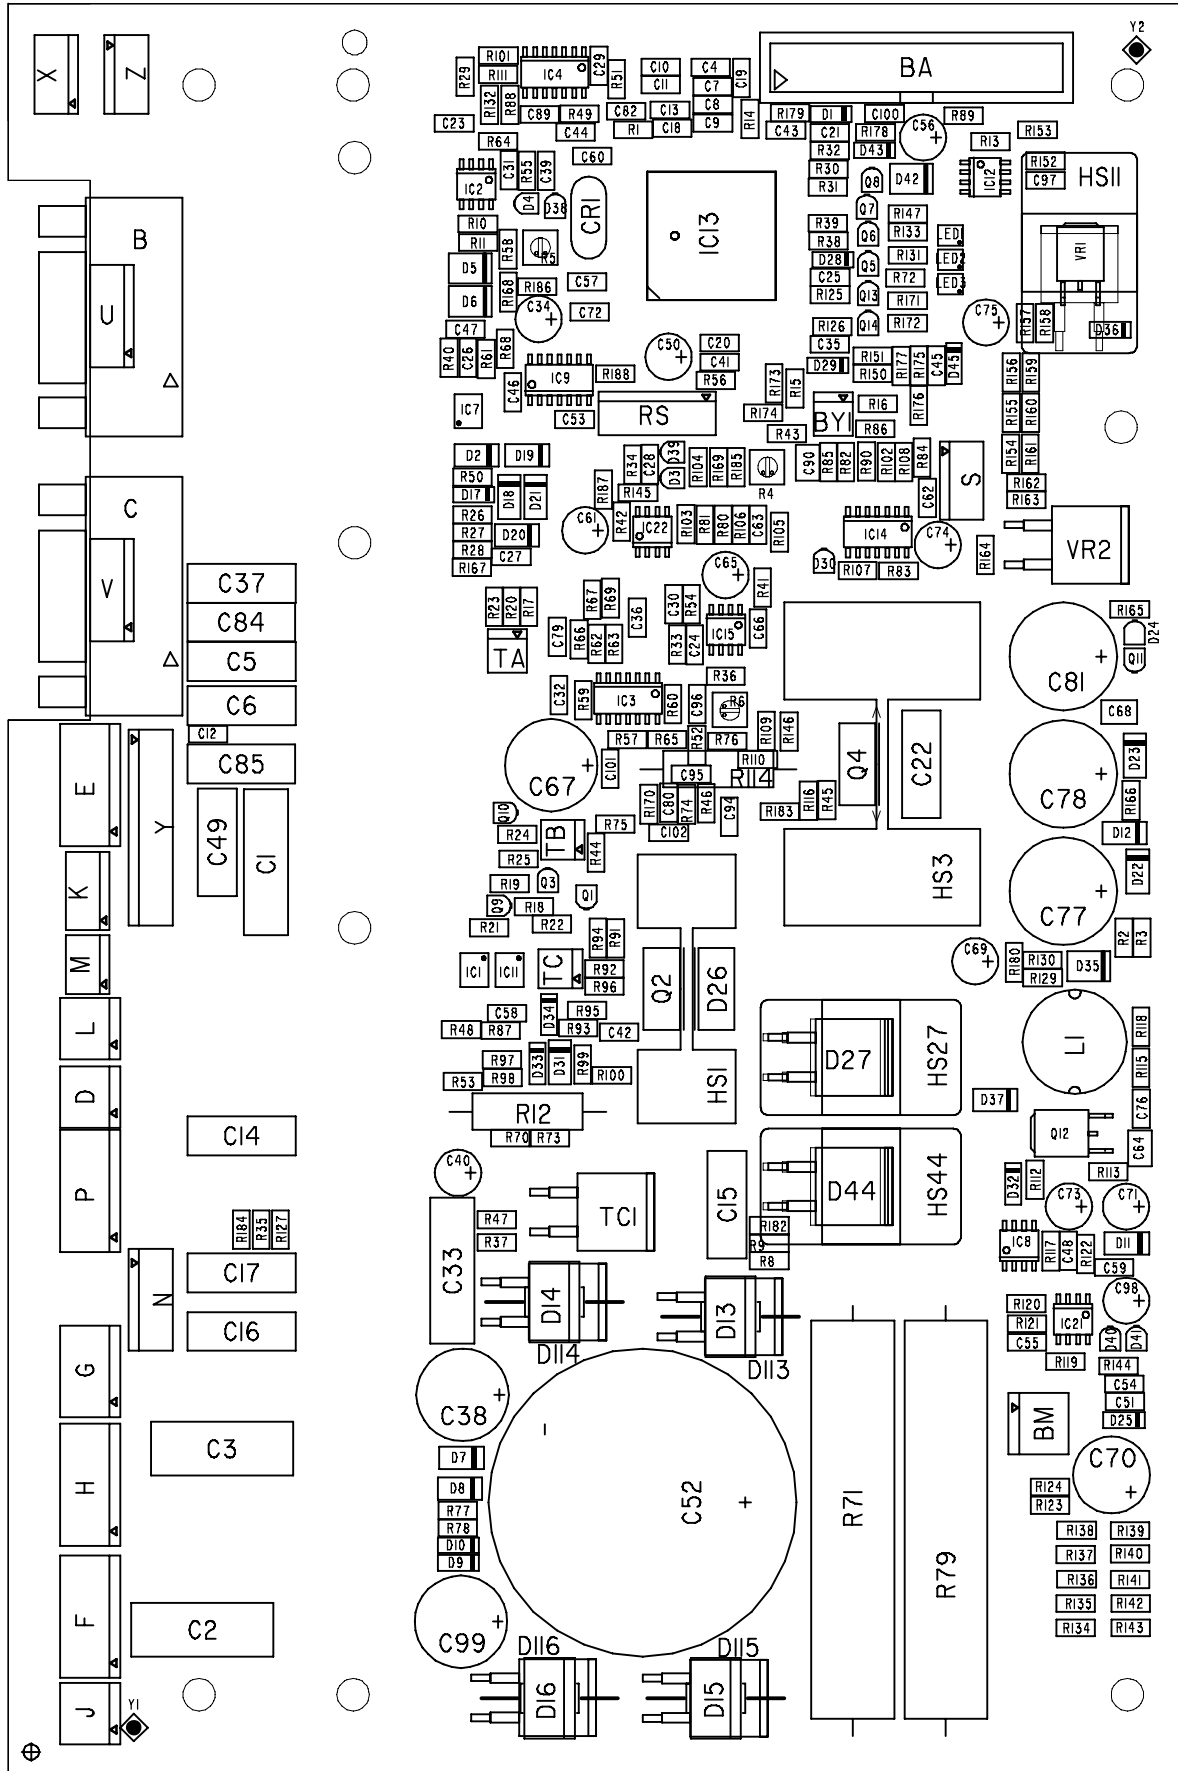 X
Z
R29
R101
R111
IC4
C29
R51
C10
C11
C4
C7
C19
C8
C9
R14
BA
Y2
R132
R88
C89
R49
C82
C13
R1
C18
C44
C23
R64
R179
D1
C100
C43
C21
R178
R32
D43
C56
R89
R13
R153
C60
IC2
C31
R55
C39
D4
D38
CR1
IC13
R30
R31
Q8
D42
IC12
R152
C97
HS11
B
R10
R11
R58
R5
D5
D6
R168
R186
C34
C57
C72
Q7
R147
R39
R38
Q6
R133
LED
D28
Q5
R131
LED2
C25
R72
LED3
R125
Q13
R171
VR1
U
C47
R40
C26
R61
R68
C50
C20
C41
R56
R126
Q14
R172
C75
R157
R158
D36
C35
D29
R151
R150
R177
R175
C45
D45
R176
C46
IC9
R188
IC7
C53
RS
R173
R15
R174
R43
BY1
R16
R86
R156
R159
R155
R160
R154
R161
R162
R163
D2
D19
R50
D17
D18
D21
R26
R27
R28
R167
D20
C27
R34
C28
D39
D3
R104
R169
R185
R4
C90
R85
R82
R90
R102
R108
R84
C62
S
R187
R145
C61
R42
IC22
R103
R81
R80
R106
C63
R105
IC14
C74
R164
VR2
D30
R107
R83
C
V
C37
C84
C5
C6
C12
C85
C65
R41
R23
R20
R17
R67
R69
C36
C30
R54
IC15
C66
TA
C79
R66
R62
R63
R33
C24
R36
C81
R165
D24
Q11
C32
R59
IC3
R60
C96
R6
C68
R57
R65
R52
R76
R109
R146
E
Y
C67
C101
R110
C95
R114
Q4
C22
C78
D23
R166
R170
C80
R74
R46
C94
R183
R116
R45
C102
C49
C1
Q10
R24
R75
TB
R44
R25
D12
D22
HS3
K
R19
Q3
Q1
Q9
R18
R21
R22
C77
R94
R91
R2
R3
M
IC1
IC11
TC
R92
R96
Q2
D26
C69
R180
R130
R129
D35
L
C58
R48
R87
D34
R95
R93
C42
D27
HS27
L1
R118
R97
R98
R53
D33
D31
R99
R100
R115
D
R12
HS1
D37
C76
R70
R73
Q12
C64
C14
P
C40
TC1
C15
D44
HS44
D32
R112
R113
C73
C71
R184
R35
R127
R47
R37
R182
R9
R8
IC8
R117
C48
R122
D11
C59
C17
N
C33
C16
D14
D13
R120
R121
C55
IC21
C98
D40
D41
D114
D113
R119
R144
C54
C51
D25
G
C38
BM
C3
D7
D8
R77
R78
D10
D9
C52
R71
R79
C70
R124
R123
H
R138
R139
R137
R140
R136
R141
R135
R142
R134
R143
F
C2
C99
D116
D115
D16
D15
J
Y1